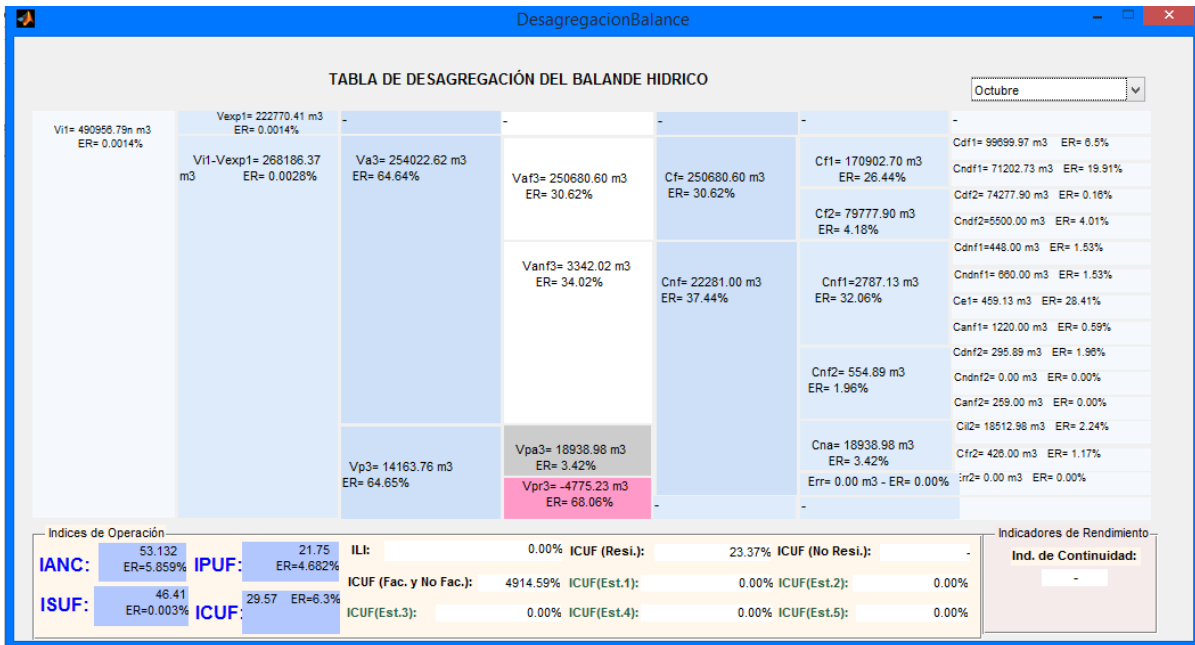 DesagregacionBalance
TABLA DE DESAGREGACIÓN DEL BALANDE HIDRICO
Octubre
Vi1= 490956.79n m3
ER= 0.0014%
Vexp1= 222770.41 m3
ER= 0.0014%
Vi1-Vexp1= 268186.37
m3 ER= 0.0028%
-
Va3= 254022.62 m3
ER= 64.64%
Vp3= 14163.76 m3
ER= 64.65%
-
Vaf3= 250680.60 m3
ER= 30.62%
Vanf3= 3342.02 m3
ER= 34.02%
Vpa3= 18938.98 m3
ER= 3.42%
Vpr3= -4775.23 m3
ER= 68.06%
-
Cf= 250680.60 m3
ER= 30.62%
Cnf= 22281.00 m3
ER= 37.44%
-
-
Cf1= 170902.70 m3
ER= 26.44%
Cf2= 79777.90 m3
ER= 4.18%
Cnf1=2787.13 m3
ER= 32.06%
Cnf2= 554.89 m3
ER= 1.96%
Cna= 18938.98 m3
ER= 3.42%
Err= 0.00 m3 - ER= 0.00%
-
-
Cdf1= 99699.97 m3 ER= 6.5%
Cndf1= 71202.73 m3 ER= 19.91%
Cdf2= 74277.90 m3 ER= 0.16%
Cndf2=5500.00 m3 ER= 4.01%
Cdnf1=448.00 m3 ER= 1.53%
Cndnf1= 660.00 m3 ER= 1.53%
Ce1= 459.13 m3 ER= 28.41%
Canf1= 1220.00 m3 ER= 0.59%
Cdnf2= 295.89 m3 ER= 1.96%
Cndnf2= 0.00 m3 ER= 0.00%
Canf2= 259.00 m3 ER= 0.00%
Cil2= 18512.98 m3 ER= 2.24%
Cfr2= 426.00 m3 ER= 1.17%
Err2= 0.00 m3 ER= 0.00%
Indices de Operación
IANC: 53.132
ER=5.859%
IPUF: 21.75
ER=4.682%
ISUF: 46.41
ER=0.003%
ICUF: 29.57 ER=6.3%
ILI: 0.00% ICUF (Resi.): 23.37% ICUF (No Resi.): -
ICUF (Fac. y No Fac.): 4914.59% ICUF(Est.1): 0.00% ICUF(Est.2): 0.00%
ICUF(Est.3): 0.00% ICUF(Est.4): 0.00% ICUF(Est.5): 0.00%
Indicadores de Rendimiento
Ind. de Continuidad:
-